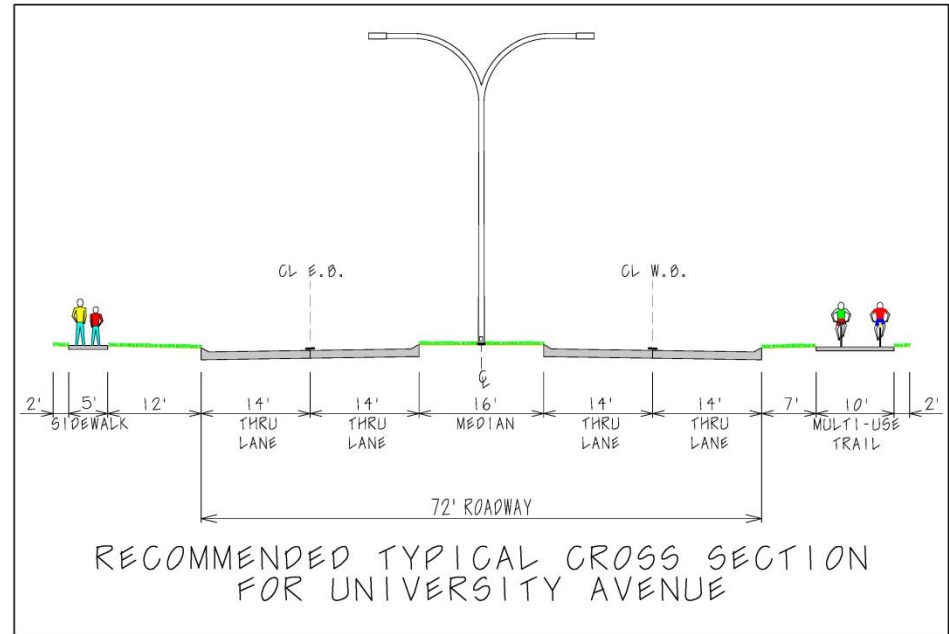 CL E.B.
CL W.B.
CL
2' 5' 12' 14' 14' 16' 14' 14' 7' 10' 2'
SIDEWALK THRU THRU MEDIAN THRU THRU MULTI-USE
LANE LANE LANE LANE TRAIL
72' ROADWAY
RECOMMENDED TYPICAL CROSS SECTION
FOR UNIVERSITY AVENUE